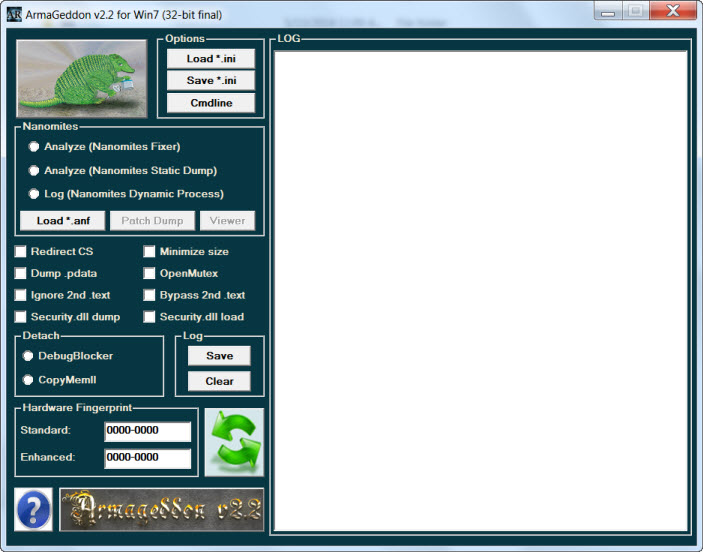 ArmaGeddon v2.2 for Win7 (32-bit final)
Options
Load *.ini
Save *.ini
Cmdline
Nanomites
Analyze (Nanomites Fixer)
Analyze (Nanomites Static Dump)
Log (Nanomites Dynamic Process)
Load *.anf
Patch Dump
Viewer
Redirect CS
Minimize size
Dump .pdata
OpenMutex
Ignore 2nd .text
Bypass 2nd .text
Security.dll dump
Security.dll load
Detach
DebugBlocker
CopyMemII
Log
Save
Clear
Hardware Fingerprint
Standard:
0000-0000
Enhanced:
0000-0000
Armageddon v2.2
LOG